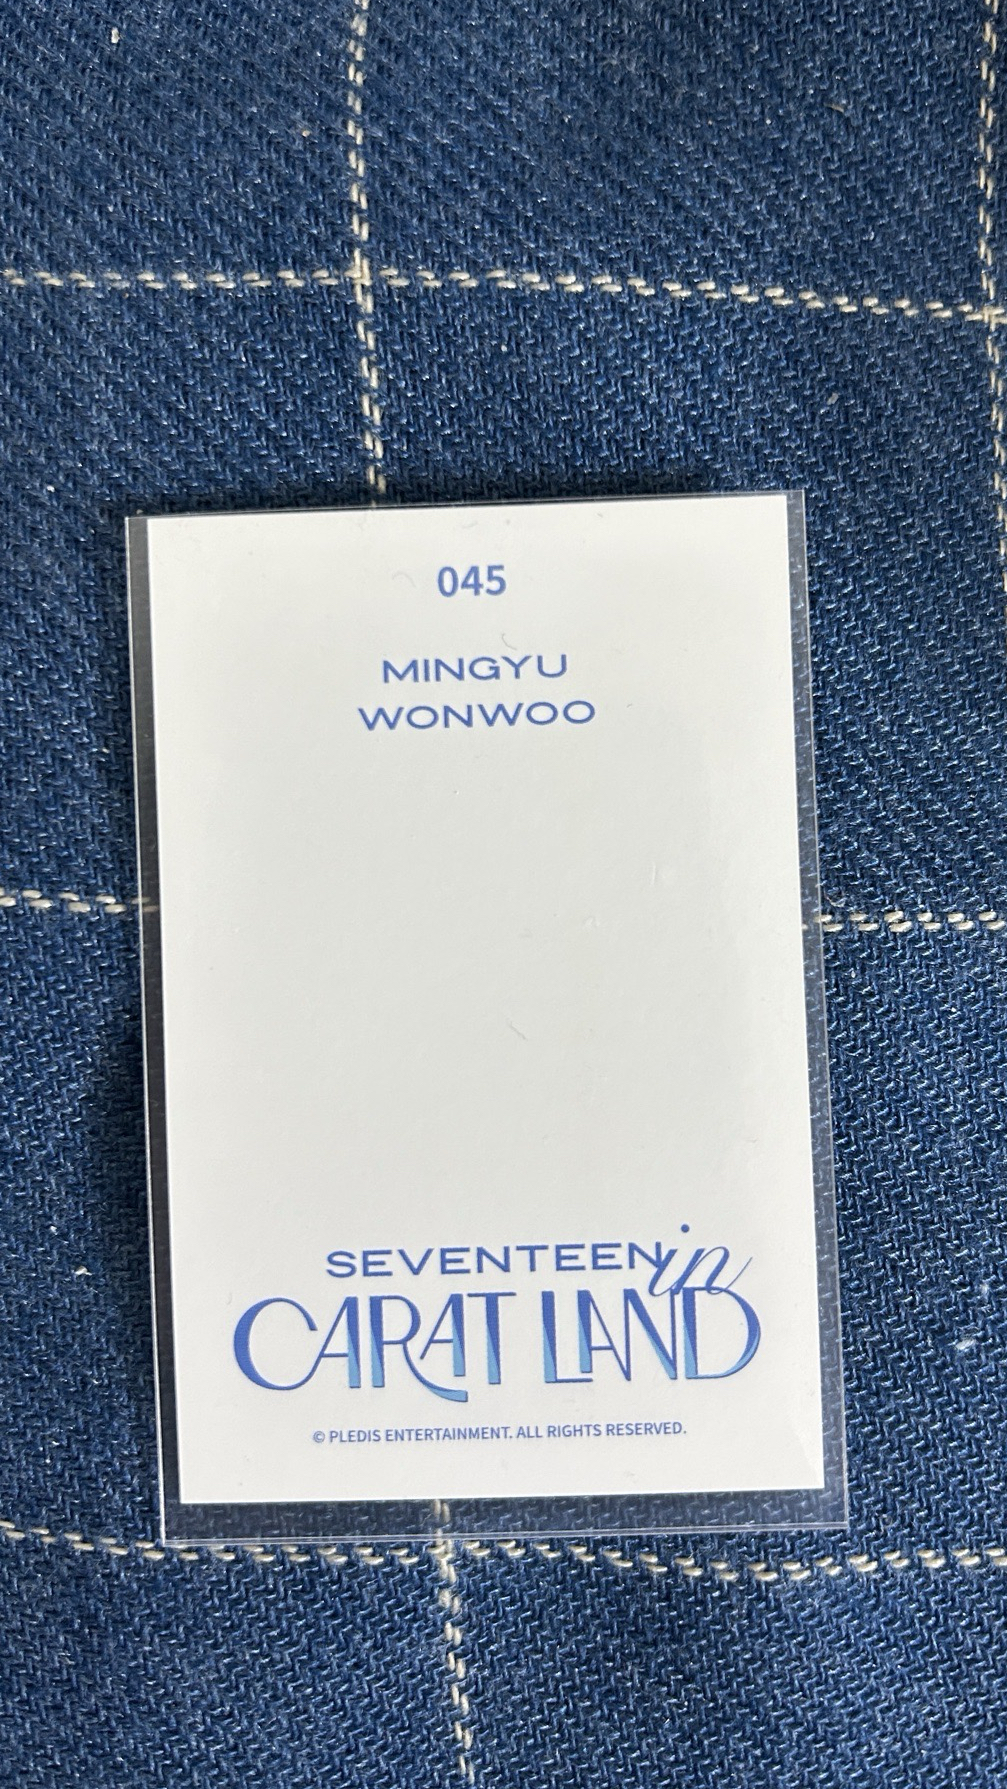 045
MINGYU
WONWOO
SEVENTEEN in
CARAT LAND
© PLEDIS ENTERTAINMENT. ALL RIGHTS RESERVED.